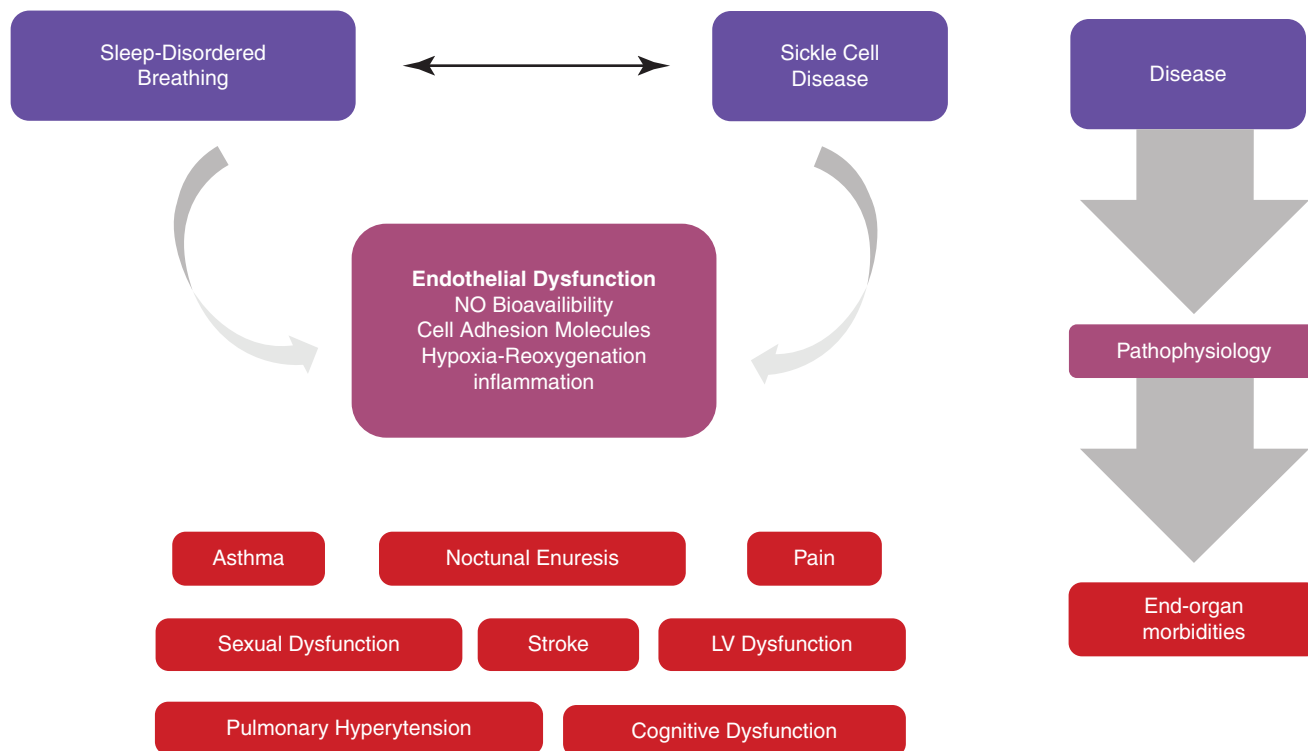 Sleep-Disordered
Breathing
Sickle Cell
Disease
Disease
Endothelial Dysfunction
NO Bioavailibility
Cell Adhesion Molecules
Hypoxia-Reoxygenation
inflammation
Pathophysiology
Asthma
Noctunal Enuresis
Pain
Sexual Dysfunction
Stroke
LV Dysfunction
End-organ
morbidities
Pulmonary Hyperytension
Cognitive Dysfunction